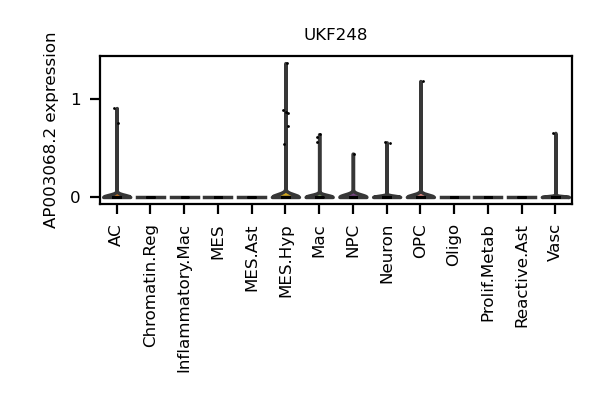 UKF248
AP003068.2 expression
1
0
AC
Chromatin.Reg
Inflammatory.Mac
MES
MES.Ast
MES.Hyp
Mac
NPC
Neuron
OPC
Oligo
Prolif.Metab
Reactive.Ast
Vasc